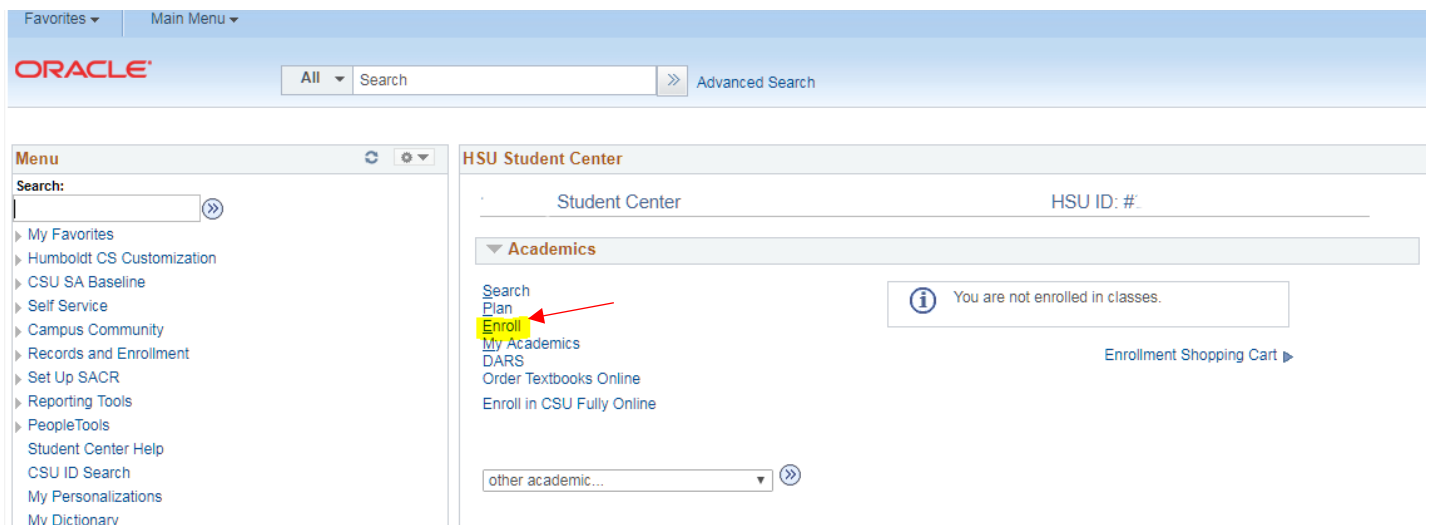 Favorites Main Menu
ORACLE
All Search Advanced Search
Menu
Search:
My Favorites
Humboldt CS Customization
CSU SA Baseline
Self Service
Campus Community
Records and Enrollment
Set Up SACR
Reporting Tools
PeopleTools
Student Center Help
CSU ID Search
My Personalizations
My Dictionary
HSU Student Center
Student Center HSU ID: #
Academics
Search
Plan
Enroll
My Academics
DARS
Order Textbooks Online
Enroll in CSU Fully Online
other academic...
You are not enrolled in classes.
Enrollment Shopping Cart